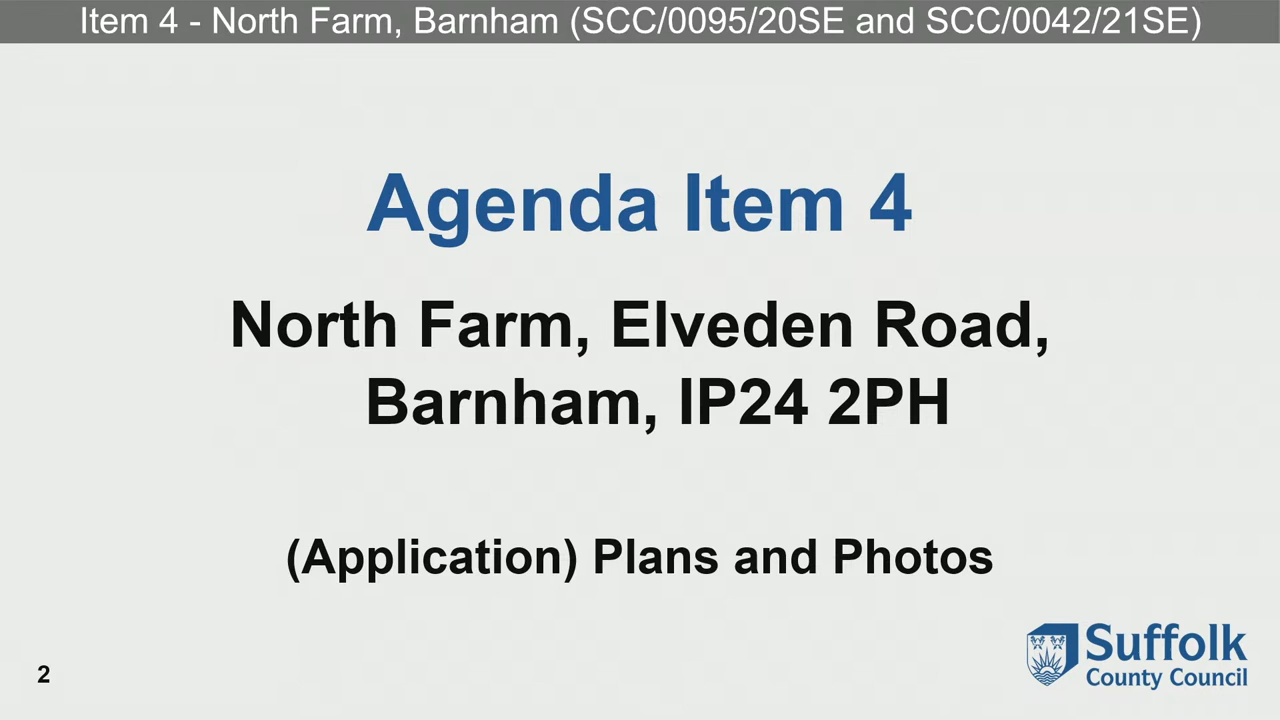 Item 4 - North Farm, Barnham (SCC/0095/20SE and SCC/0042/21SE)
Agenda Item 4
North Farm, Elveden Road,
Barnham, IP24 2PH
(Application) Plans and Photos
Suffolk
County Council
2